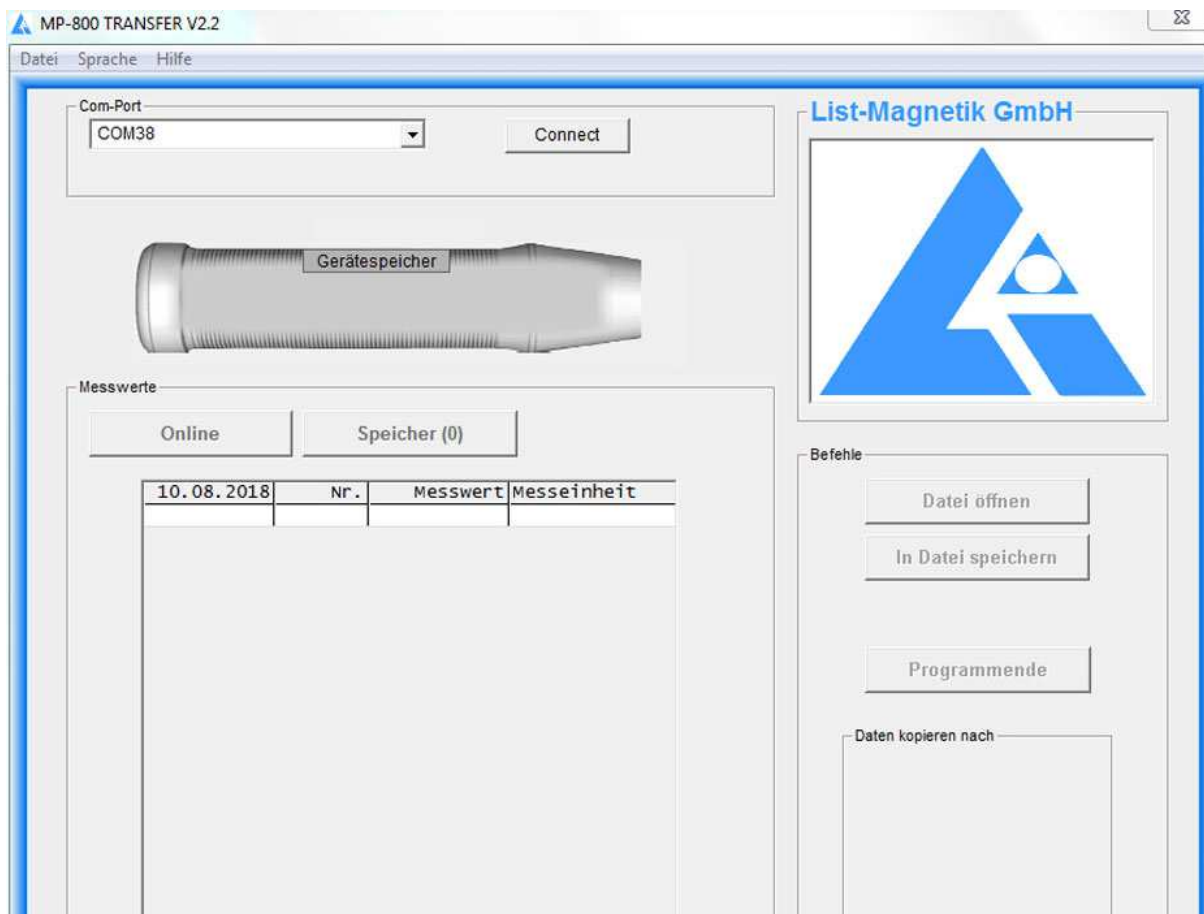 MP-800 TRANSFER V2.2
Datei Sprache Hilfe
Com-Port
COM38
Connect
List-Magnetik GmbH
Gerätespeicher
Messwerte
Online
Speicher (0)
10.08.2018 Nr. Messwert Messeinheit
Befehle
Datei öffnen
In Datei speichern
Programmende
Daten kopieren nach